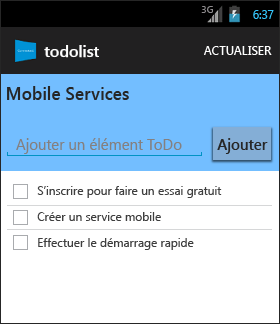 3G 6:37
todolist ACTUALISER
Mobile Services
Ajouter un élément ToDo Ajouter
S'inscrire pour faire un essai gratuit
Créer un service mobile
Effectuer le démarrage rapide